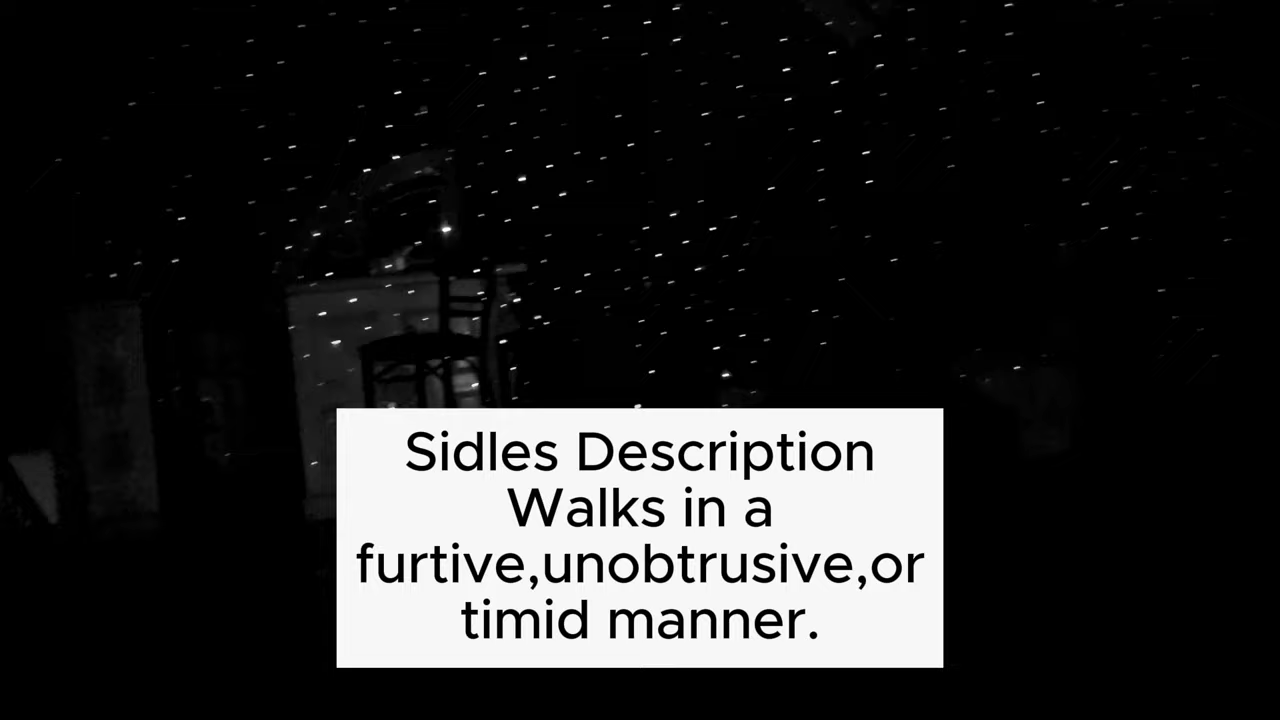 Sidles Description
Walks in a
furtive,unobtrusive,or
timid manner.